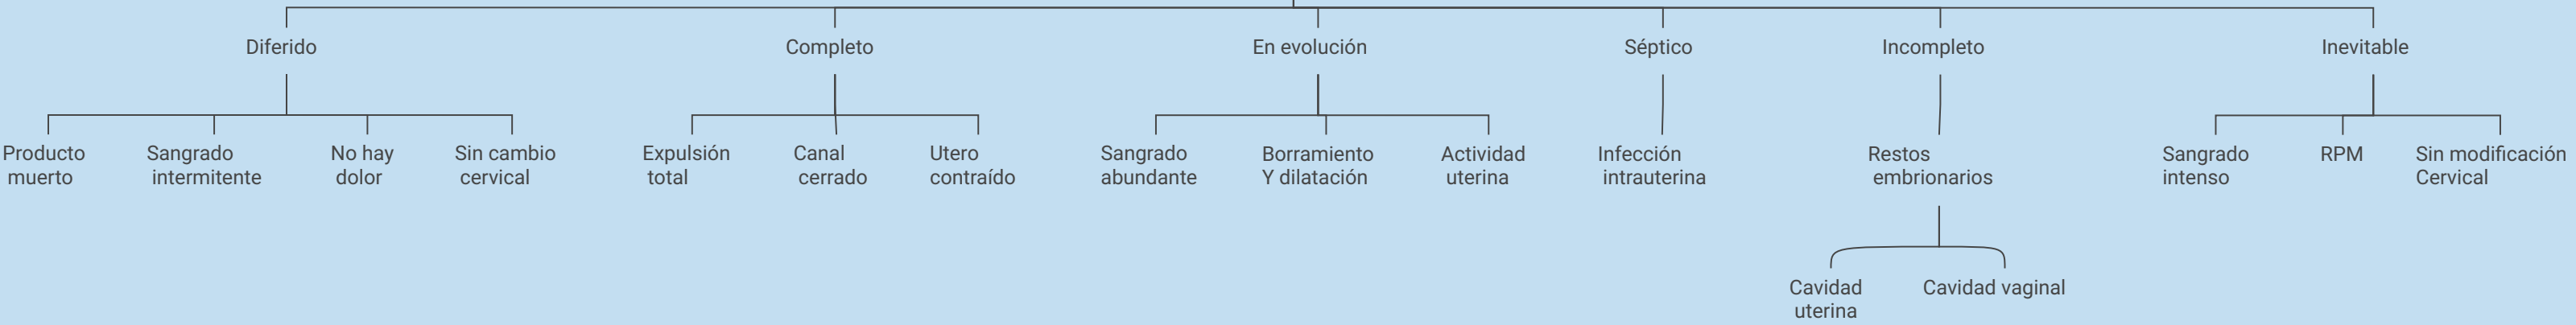 Diferido
Completo
En evolución
Séptico
Incompleto
Inevitable
Producto
muerto
Sangrado
intermitente
No hay
dolor
Sin cambio
cervical
Expulsión
total
Canal
cerrado
Utero
contraído
Sangrado
abundante
Borramiento
Y dilatación
Actividad
uterina
Infección
intrauterina
Restos
embrionarios
Sangrado
intenso
RPM
Sin modificación
Cervical
Cavidad
uterina
Cavidad vaginal